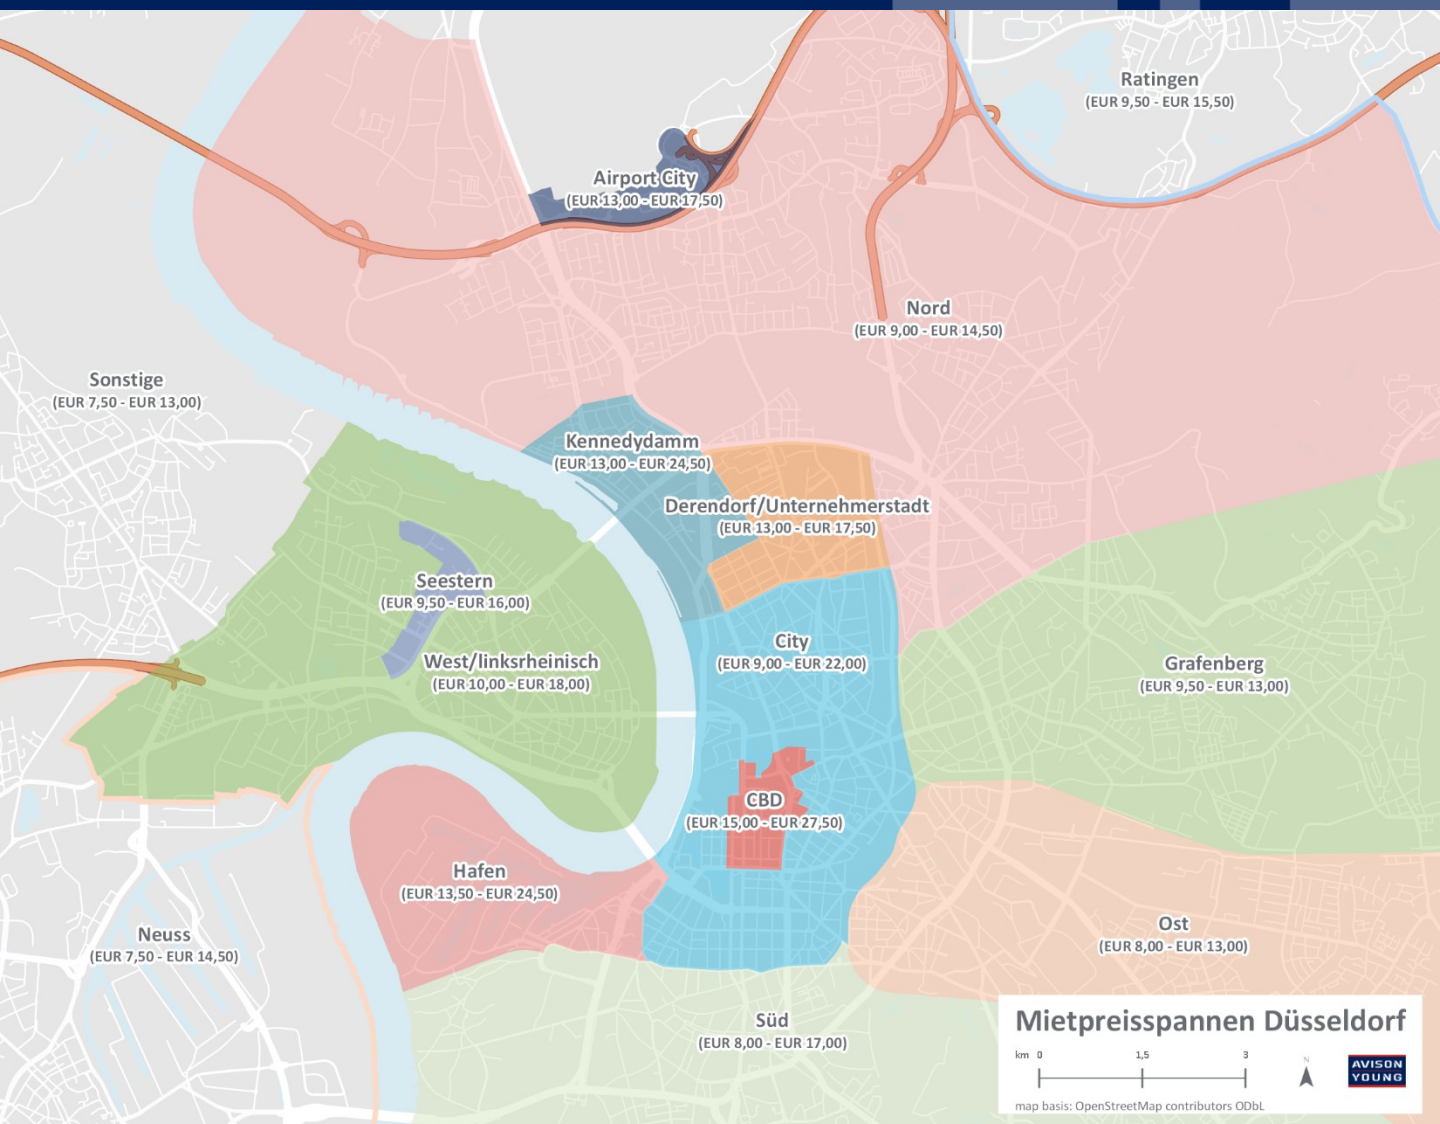 Ratingen
(EUR 9,50 - EUR 15,50)
Airport City
(EUR 13,00 - EUR 17,50)
Nord
(EUR 9,00 - EUR 14,50)
Sonstige
(EUR 7,50 - EUR 13,00)
Kennedydamm
(EUR 13,00 - EUR 24,50)
Derendorf/Unternehmerstadt
(EUR 13,00 - EUR 17,50)
Seestern
(EUR 9,50 - EUR 16,00)
City
(EUR 9,00 - EUR 22,00)
West/linksrheinisch
(EUR 10,00 - EUR 18,00)
Grafenberg
(EUR 9,50 - EUR 13,00)
CBD
(EUR 15,00 - EUR 27,50)
Hafen
(EUR 13,50 - EUR 24,50)
Neuss
(EUR 7,50 - EUR 14,50)
Ost
(EUR 8,00 - EUR 13,00)
Süd
(EUR 8,00 - EUR 17,00)
Mietpreisspannen Düsseldorf
km 0 1,5 3
N
AVISON
YOUNG
map basis: OpenStreetMap contributors ODbL